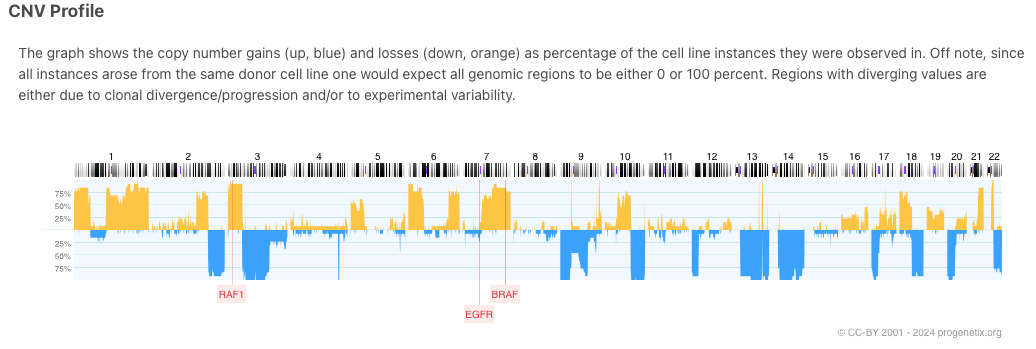 CNV Profile
The graph shows the copy number gains (up, blue) and losses (down, orange) as percentage of the cell line instances they were observed in. Off note, since
all instances arose from the same donor cell line one would expect all genomic regions to be either 0 or 100 percent. Regions with diverging values are
either due to clonal divergence/progression and/or to experimental variability.
1 2 3 4 5 6 7 8 9 10 11 12 13 14 15 16 17 18 19 20 21 22
75%
50%
25%
25%
50%
75%
RAF1 BRAF
EGFR
© CC-BY 2001 - 2024 progenetix.org